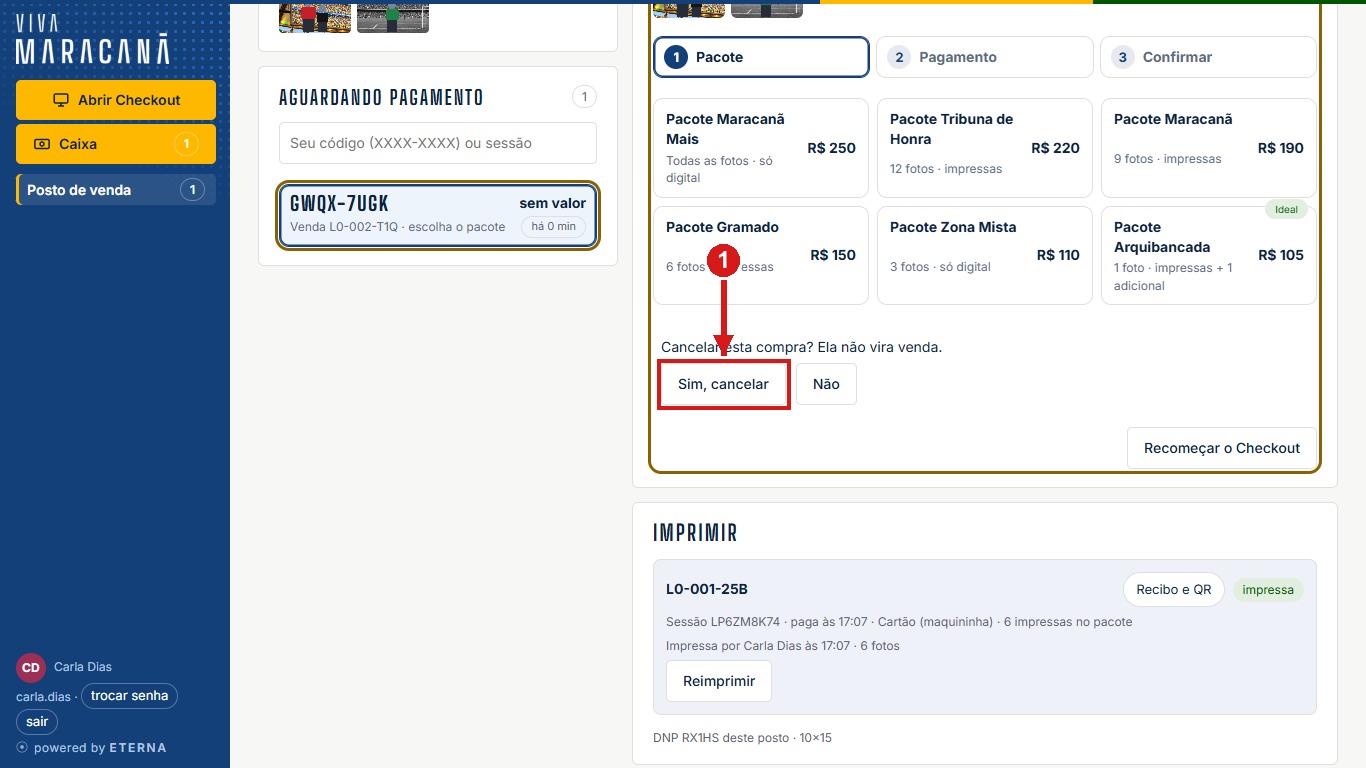 VIVA
MARACANÃ
Abrir Checkout
Caixa 1
Posto de venda 1
CD Carla Dias
carla.dias · trocar senha
sair
powered by ETERNA
AGUARDANDO PAGAMENTO 1
Seu código (XXXX-XXXX) ou sessão
GWQX-7UGK sem valor
Venda L0-002-T1Q · escolha o pacote há 0 min
1 Pacote 2 Pagamento 3 Confirmar
Pacote Maracanã
Mais
R$ 250
Todas as fotos · só
digital
Pacote Tribuna de
Honra
R$ 220
12 fotos · impressas
Pacote Maracanã
R$ 190
9 fotos · impressas
Pacote Gramado
R$ 150
6 fotos essas
1
Pacote Zona Mista
R$ 110
3 fotos · só digital
Ideal
Pacote
Arquibancada
R$ 105
1 foto · impressas + 1
adicional
Cancelar esta compra? Ela não vira venda.
Sim, cancelar Não
Recomeçar o Checkout
IMPRIMIR
L0-001-25B Recibo e QR impressa
Sessão LP6ZM8K74 · paga às 17:07 · Cartão (maquininha) · 6 impressas no pacote
Impressa por Carla Dias às 17:07 · 6 fotos
Reimprimir
DNP RX1HS deste posto · 10×15